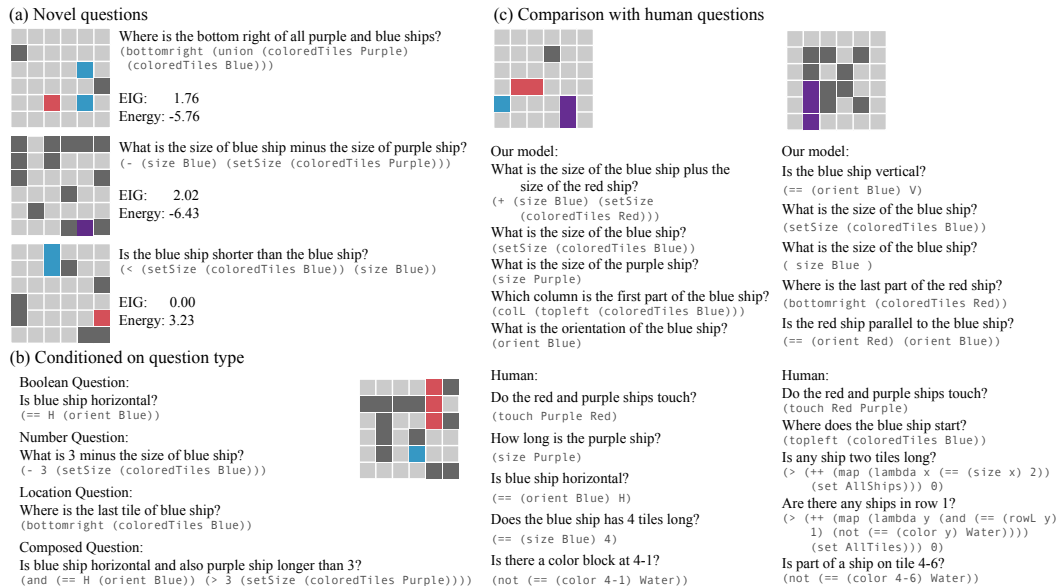 (a) Novel questions
Where is the bottom right of all purple and blue ships?
(bottomright (union (coloredTiles Purple)
(coloredTiles Blue)))
EIG: 1.76
Energy: -5.76
What is the size of blue ship minus the size of purple ship?
(- (size Blue) (setSize (coloredTiles Purple)))
EIG: 2.02
Energy: -6.43
Is the blue ship shorter than the blue ship?
(< (setSize (coloredTiles Blue)) (size Blue))
EIG: 0.00
Energy: 3.23
(b) Conditioned on question type
Boolean Question:
Is blue ship horizontal?
(== H (orient Blue))
Number Question:
What is 3 minus the size of blue ship?
(- 3 (setSize (coloredTiles Blue)))
Location Question:
Where is the last tile of blue ship?
(bottomright (coloredTiles Blue))
Composed Question:
Is blue ship horizontal and also purple ship longer than 3?
(and (== H (orient Blue)) (> 3 (setSize (coloredTiles Purple))))
(c) Comparison with human questions
Our model:
What is the size of the blue ship plus the
size of the red ship?
(+ (size Blue) (setSize
(coloredTiles Red)))
What is the size of the blue ship?
(setSize (coloredTiles Blue))
What is the size of the purple ship?
(size Purple)
Which column is the first part of the blue ship?
(colL (topleft (coloredTiles Blue)))
What is the orientation of the blue ship?
(orient Blue)
Human:
Do the red and purple ships touch?
(touch Purple Red)
How long is the purple ship?
(size Purple)
Is blue ship horizontal?
(== (orient Blue) H)
Does the blue ship has 4 tiles long?
(== (size Blue) 4)
Is there a color block at 4-1?
(not (== (color 4-1) Water))
Our model:
Is the blue ship vertical?
(== (orient Blue) V)
What is the size of the blue ship?
(setSize (coloredTiles Blue))
What is the size of the blue ship?
( size Blue )
Where is the last part of the red ship?
(bottomright (coloredTiles Red))
Is the red ship parallel to the blue ship?
(== (orient Red) (orient Blue))
Human:
Do the red and purple ships touch?
(touch Red Purple)
Where does the blue ship start?
(topleft (coloredTiles Blue))
Is any ship two tiles long?
(> (++ (map (lambda x (== (size x) 2))
(set AllShips))) 0)
Are there any ships in row 1?
(> (++ (map (lambda y (and (== (rowL y)
1) (not (== (color y) Water))))
(set AllTiles))) 0)
Is part of a ship on tile 4-6?
(not (== (color 4-6) Water))